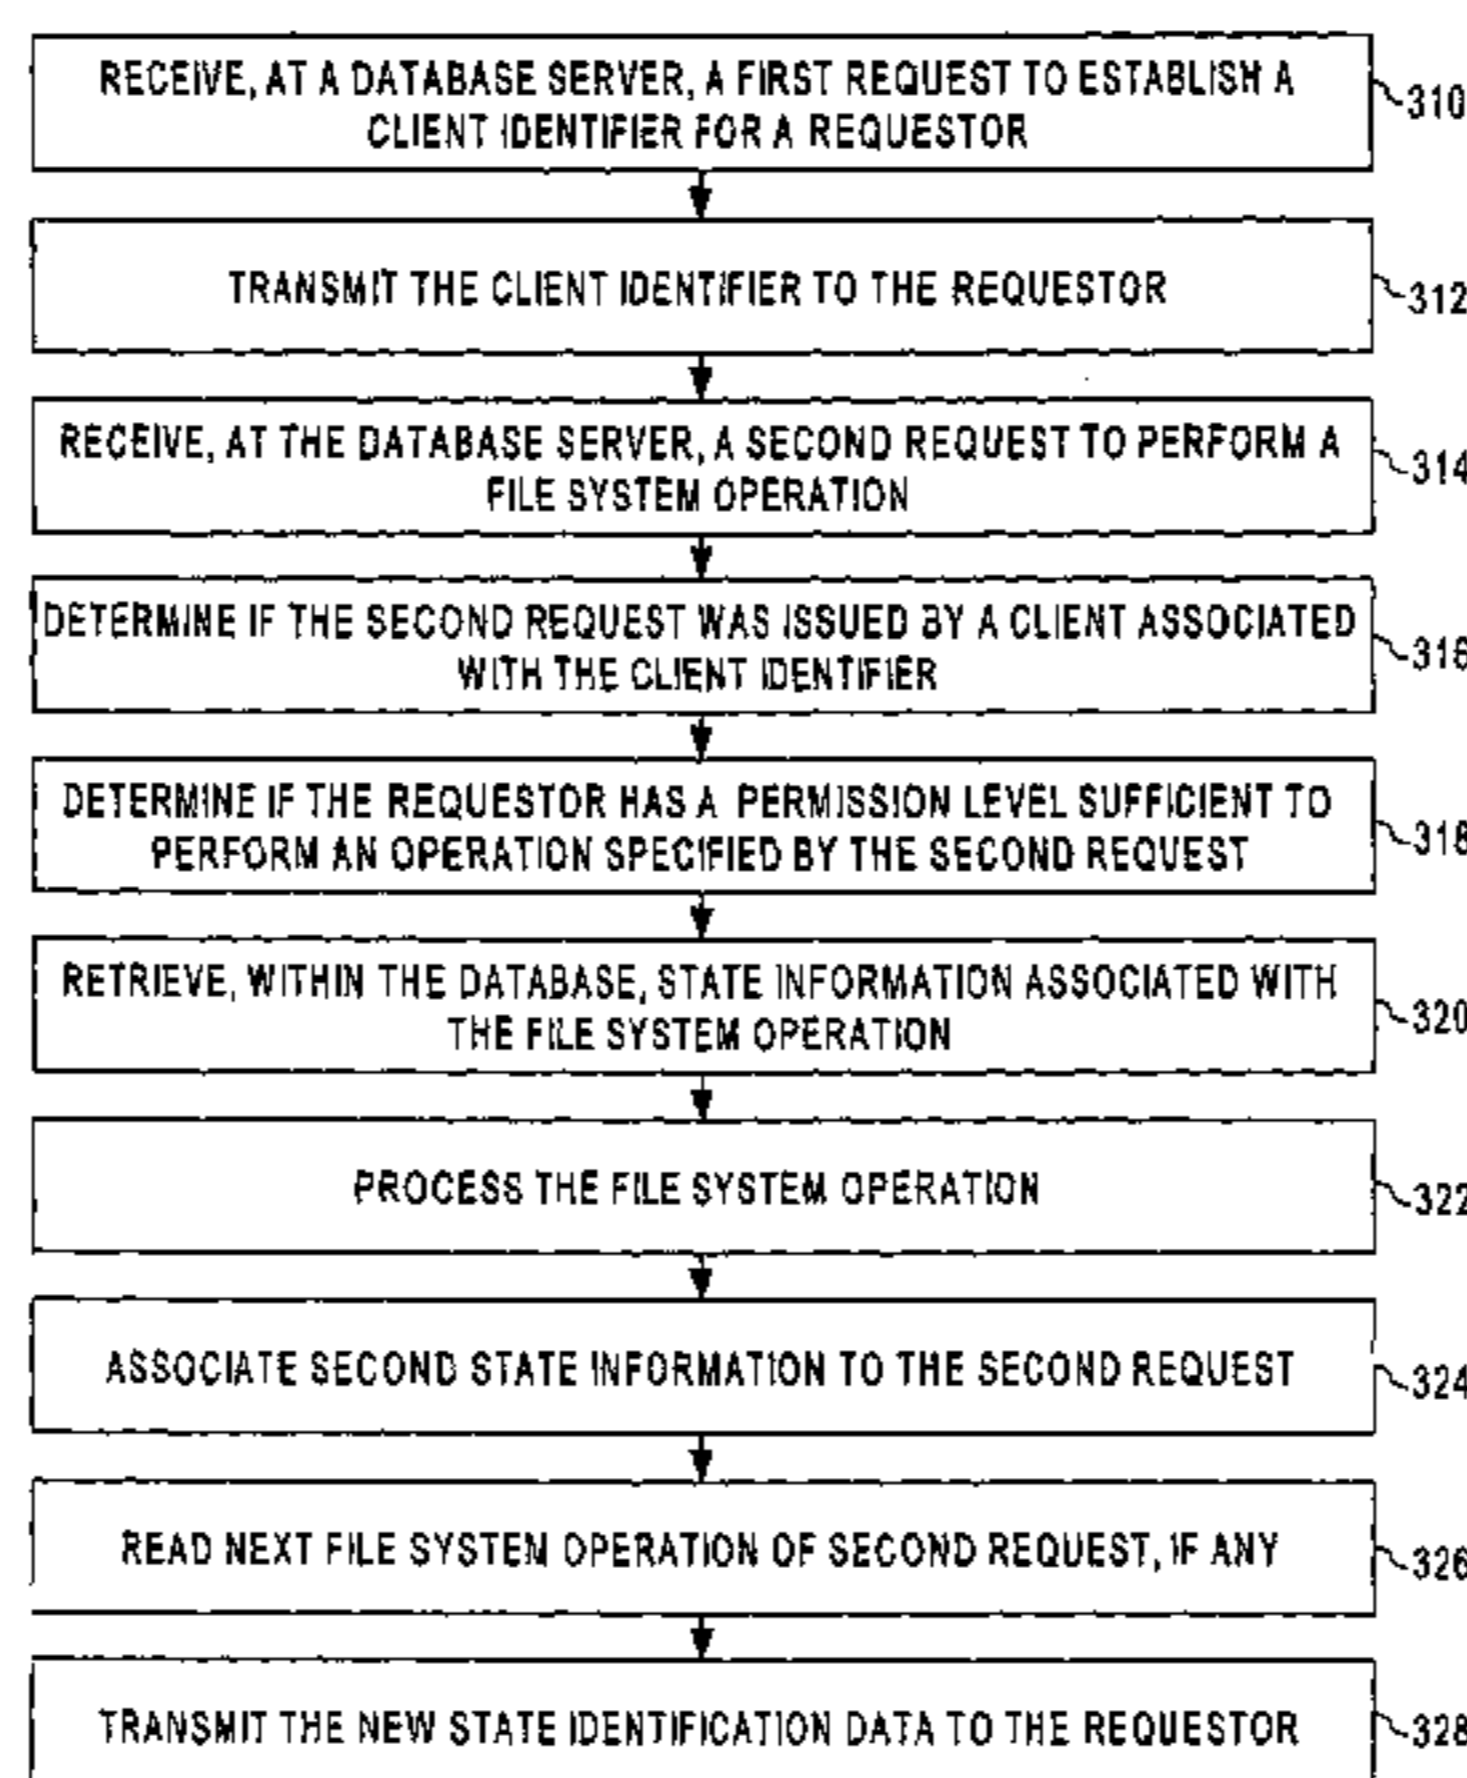 RECEIVE, AT A DATABASE SERVER, A FIRST REQUEST TO ESTABLISH A
CLIENT IDENTIFIER FOR A REQUESTOR
310
TRANSMIT THE CLIENT IDENTIFIER TO THE REQUESTOR
312
RECEIVE, AT THE DATABASE SERVER, A SECOND REQUEST TO PERFORM A
FILE SYSTEM OPERATION
314
DETERMINE IF THE SECOND REQUEST WAS ISSUED BY A CLIENT ASSOCIATED
WITH THE CLIENT IDENTIFIER
316
DETERMINE IF THE REQUESTOR HAS A PERMISSION LEVEL SUFFICIENT TO
PERFORM AN OPERATION SPECIFIED BY THE SECOND REQUEST
318
RETRIEVE, WITHIN THE DATABASE, STATE INFORMATION ASSOCIATED WITH
THE FILE SYSTEM OPERATION
320
PROCESS THE FILE SYSTEM OPERATION
322
ASSOCIATE SECOND STATE INFORMATION TO THE SECOND REQUEST
324
READ NEXT FILE SYSTEM OPERATION OF SECOND REQUEST, IF ANY
326
TRANSMIT THE NEW STATE IDENTIFICATION DATA TO THE REQUESTOR
328